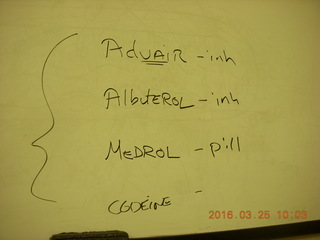 AdvAiR - inh
AlbuteROL - inh
MeDROL - pill
CODEINE -
2016.03.25 10:03